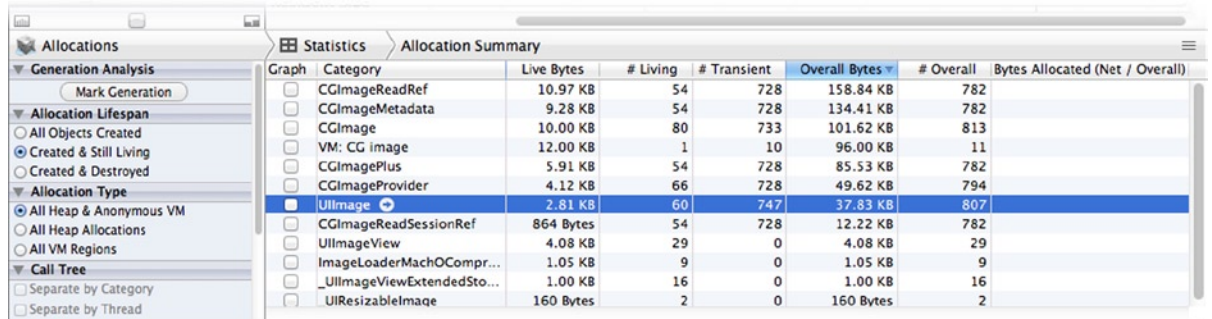 Allocations
Statistics
Allocation Summary
Generation Analysis
Mark Generation
Allocation Lifespan
All Objects Created
Created & Still Living
Created & Destroyed
Allocation Type
All Heap & Anonymous VM
All Heap Allocations
All VM Regions
Call Tree
Separate by Category
Separate by Thread
Graph Category Live Bytes # Living # Transient Overall Bytes # Overall Bytes Allocated (Net / Overall)
CGImageReadRef 10.97 KB 54 728 158.84 KB 782
CGImageMetadata 9.28 KB 54 728 134.41 KB 782
CGImage 10.00 KB 80 733 101.62 KB 813
VM: CG image 12.00 KB 1 10 96.00 KB 11
CGImagePlus 5.91 KB 54 728 85.53 KB 782
CGImageProvider 4.12 KB 66 728 49.62 KB 794
UIImage 2.81 KB 60 747 37.83 KB 807
CGImageReadSessionRef 864 Bytes 54 728 12.22 KB 782
UIImageView 4.08 KB 29 0 4.08 KB 29
ImageLoaderMachOCompr... 1.05 KB 9 0 1.05 KB 9
_UIImageViewExtendedSto... 1.00 KB 16 0 1.00 KB 16
_UIResizableImage 160 Bytes 2 0 160 Bytes 2